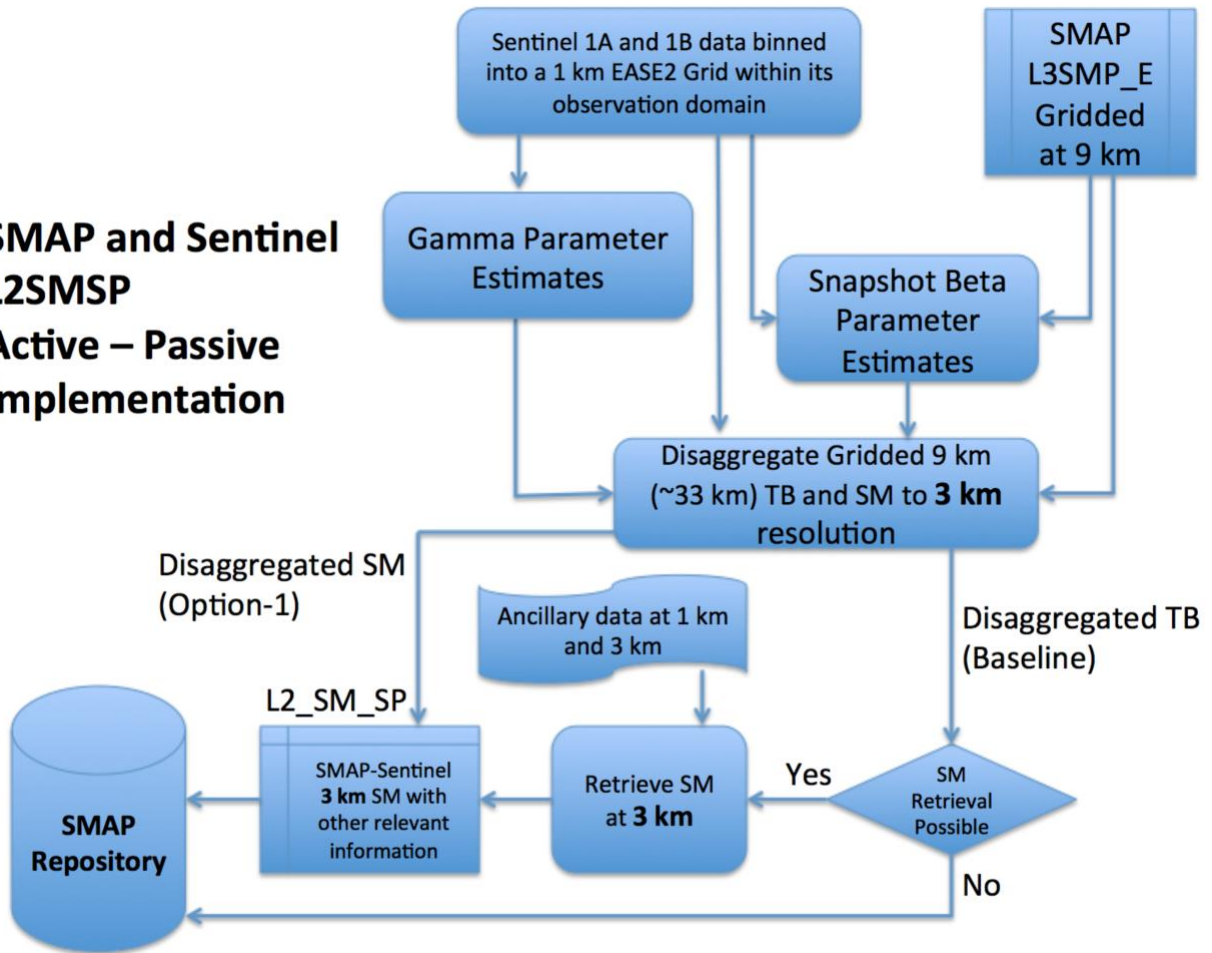 Sentinel 1A and 1B data binned
into a 1 km EASE2 Grid within its
observation domain
SMAP
L3SMP_E
Gridded
at 9 km
SMAP and Sentinel
L2SMSP
Active – Passive
Implementation
Gamma Parameter
Estimates
Snapshot Beta
Parameter
Estimates
Disaggregate Gridded 9 km
(~33 km) TB and SM to 3 km
resolution
Disaggregated SM
(Option-1)
Ancillary data at 1 km
and 3 km
Disaggregated TB
(Baseline)
L2_SM_SP
SMAP-Sentinel
3 km SM with
other relevant
information
Retrieve SM
at 3 km
Yes
SM
Retrieval
Possible
No
SMAP
Repository